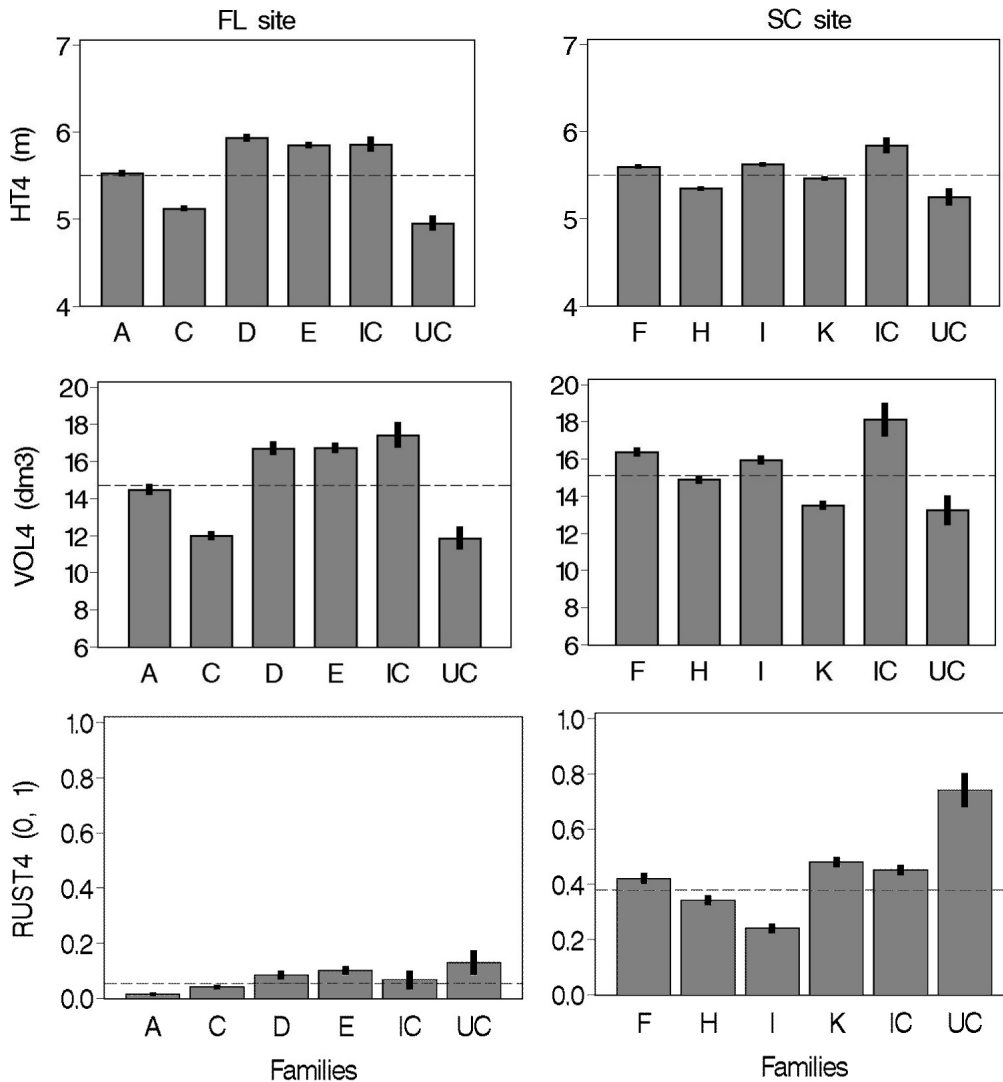 FL site
SC site
HT4 (m)
7
6
5
4
A C D E IC UC
7
6
5
4
F H I K IC UC
VOL4 (dm3)
20
18
16
14
12
10
8
6
A C D E IC UC
20
18
16
14
12
10
8
6
F H I K IC UC
RUST4 (0, 1)
1.0
0.8
0.6
0.4
0.2
0.0
A C D E IC UC
Families
1.0
0.8
0.6
0.4
0.2
0.0
F H I K IC UC
Families